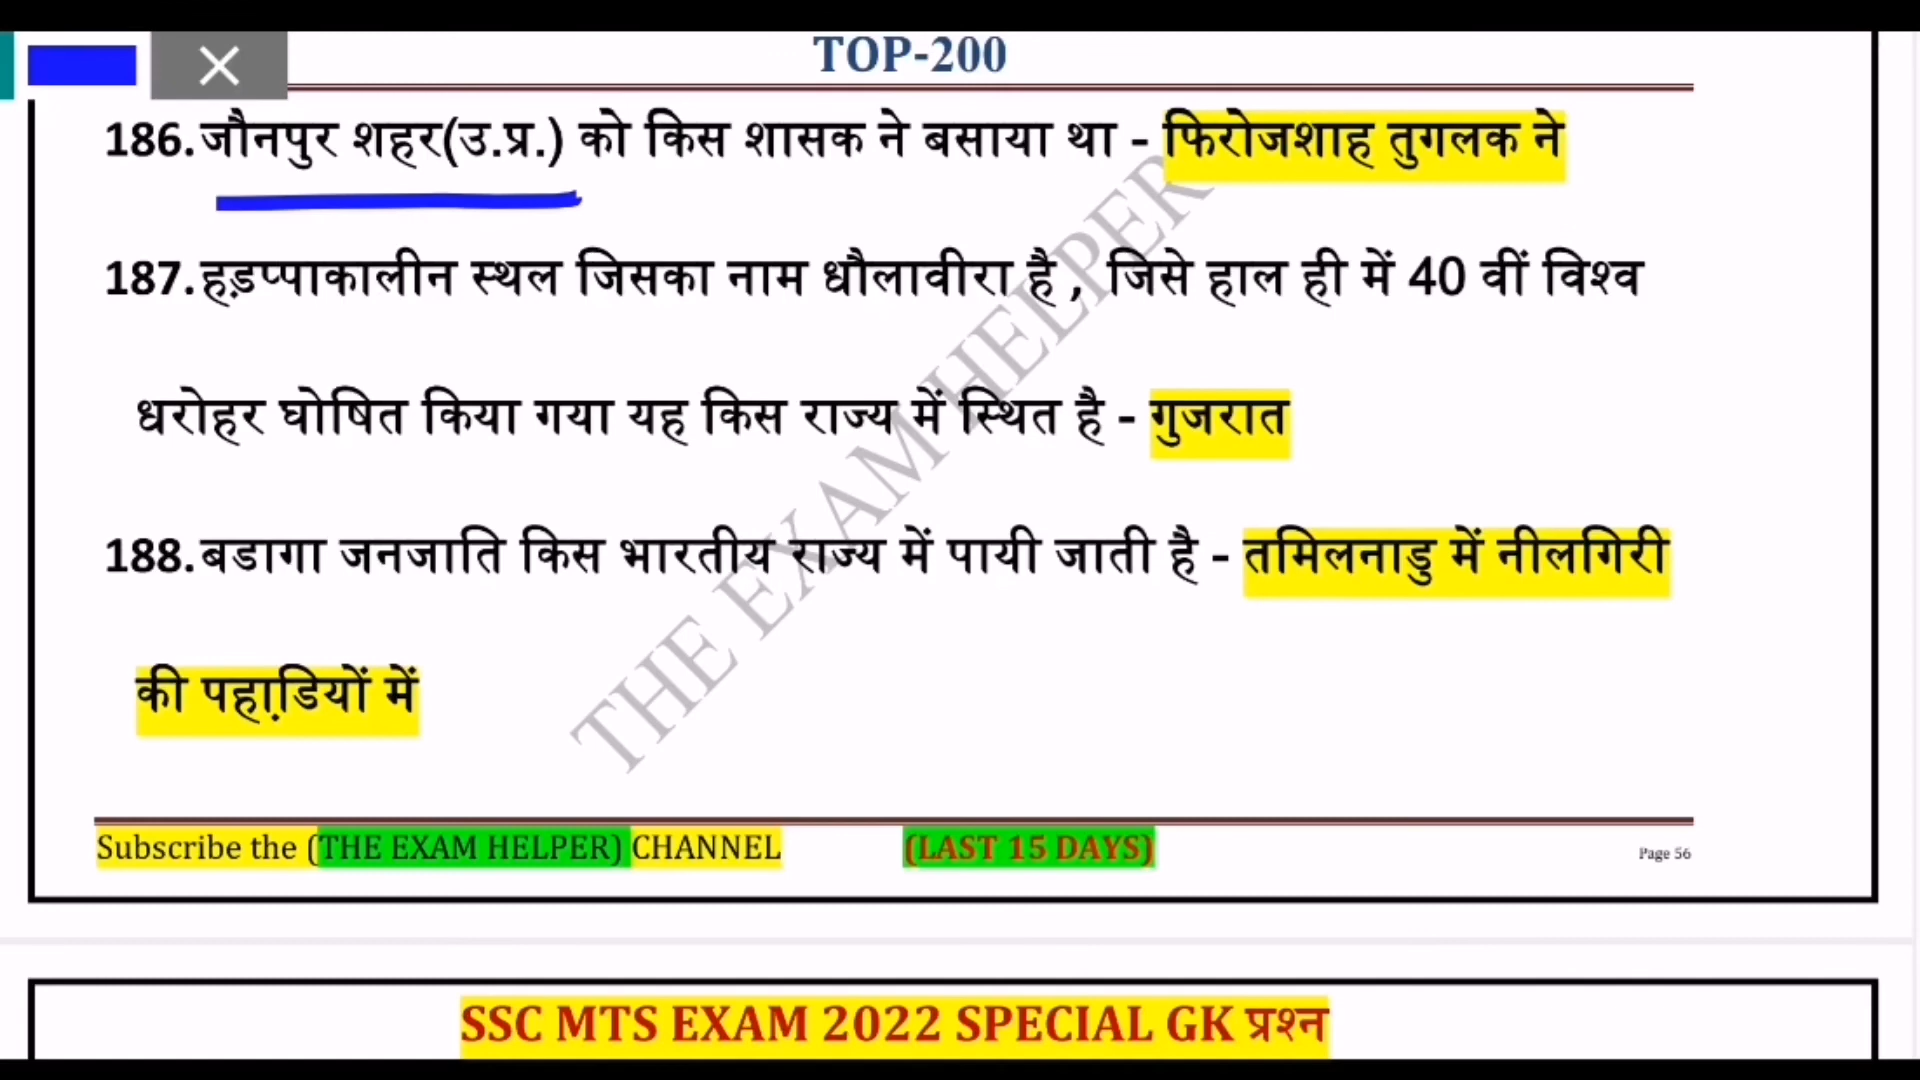 TOP-200
186.जौनपुर शहर(उ.प्र.) को किस शासक ने बसाया था - फिरोजशाह तुगलक ने
187.हड़प्पाकालीन स्थल जिसका नाम धौलावीरा है , जिसे हाल ही में 40 वीं विश्व
धरोहर घोषित किया गया यह किस राज्य में स्थित है - गुजरात
188.बडागा जनजाति किस भारतीय राज्य में पायी जाती है - तमिलनाडु में नीलगिरी
की पहाडि़यों में
THE EXAM HELPER
Subscribe the (THE EXAM HELPER) CHANNEL (LAST 15 DAYS) Page 56
SSC MTS EXAM 2022 SPECIAL GK प्रश्न